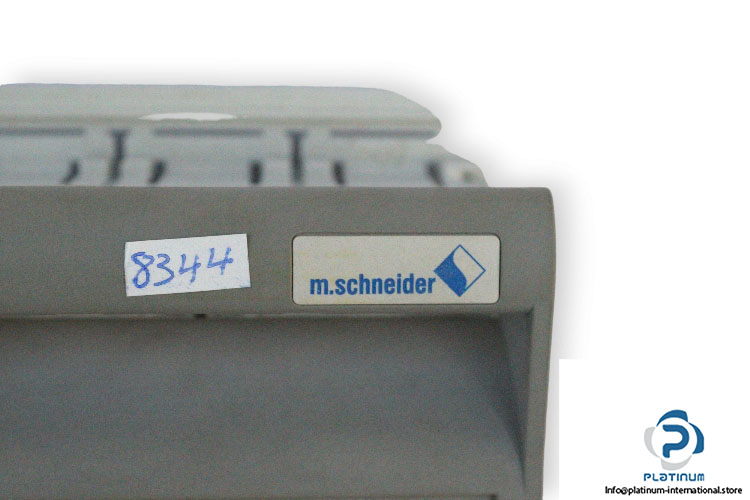 8344
m.schneider
PLATINUM
Info@platinum-international.store